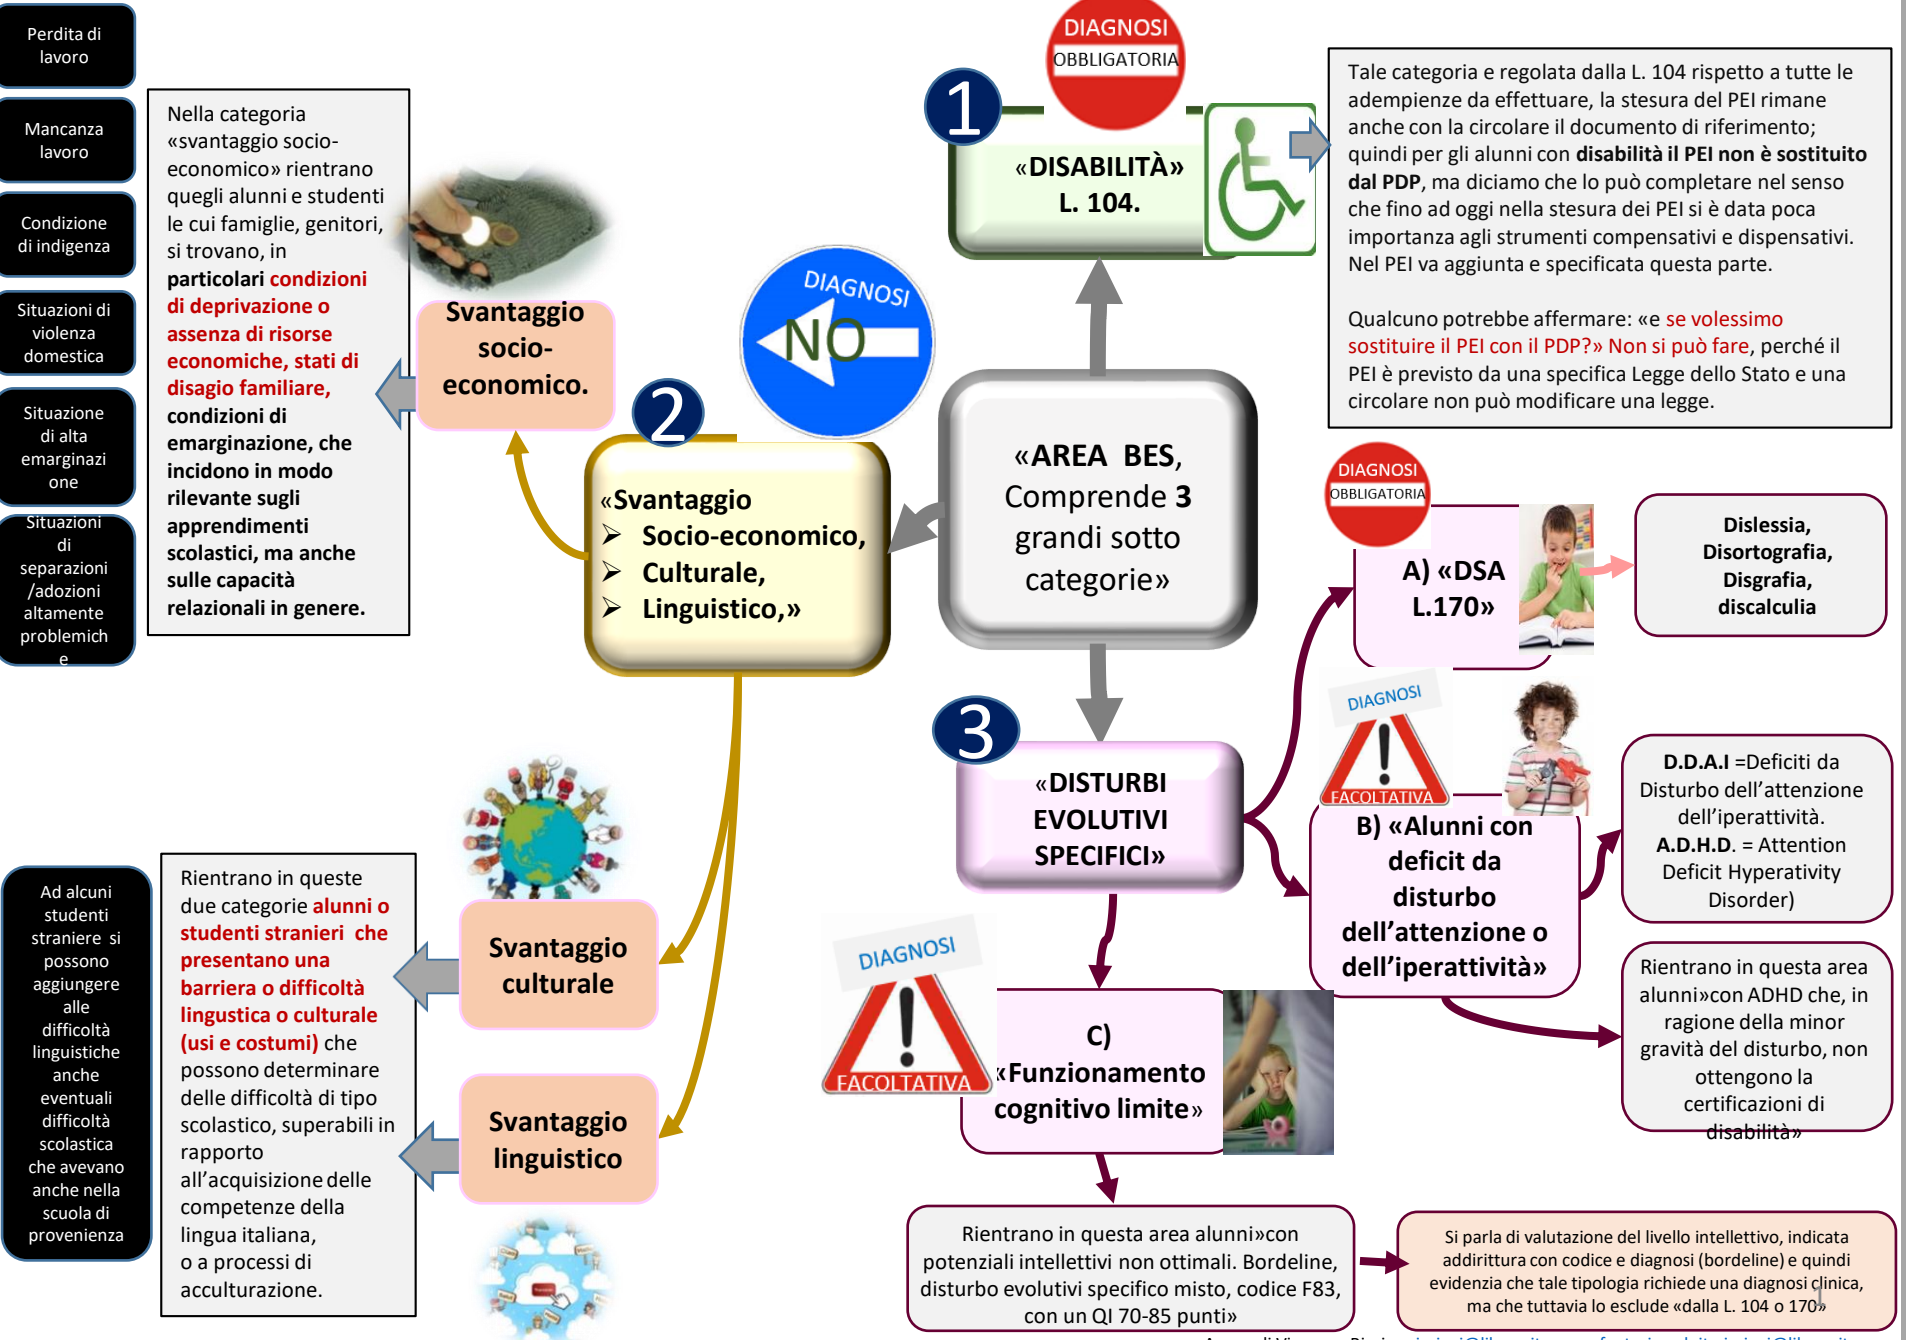 Perdita di
lavoro
Mancanza
lavoro
Condizione
di indigenza
Situazioni di
violenza
domestica
Situazione
di alta
emarginazi
one
Situazioni
di
separazioni
/adozioni
altamente
problemich
e
Nella categoria
«svantaggio socio-
economico» rientrano
quegli alunni e studenti
le cui famiglie, genitori,
si trovano, in
particolari condizioni
di deprivazione o
assenza di risorse
economiche, stati di
disagio familiare,
condizioni di
emarginazione, che
incidono in modo
rilevante sugli
apprendimenti
scolastici, ma anche
sulle capacità
relazionali in genere.
Svantaggio
socio-
economico.
2
«Svantaggio
➢ Socio-economico,
➢ Culturale,
➢ Linguistico,»
DIAGNOSI
NO
DIAGNOSI
OBBLIGATORIA
1
«DISABILITÀ»
L. 104.
Tale categoria e regolata dalla L. 104 rispetto a tutte le
adempienze da effettuare, la stesura del PEI rimane
anche con la circolare il documento di riferimento;
quindi per gli alunni con disabilità il PEI non è sostituito
dal PDP, ma diciamo che lo può completare nel senso
che fino ad oggi nella stesura dei PEI si è data poca
importanza agli strumenti compensativi e dispensativi.
Nel PEI va aggiunta e specificata questa parte.
Qualcuno potrebbe affermare: «e se volessimo
sostituire il PEI con il PDP?» Non si può fare, perché il
PEI è previsto da una specifica Legge dello Stato e una
circolare non può modificare una legge.
«AREA BES,
Comprende 3
grandi sotto
categorie»
DIAGNOSI
OBBLIGATORIA
A) «DSA
L.170»
Dislessia,
Disortografia,
Disgrafia,
discalculia
3
«DISTURBI
EVOLUTIVI
SPECIFICI»
DIAGNOSI
FACOLTATIVA
B) «Alunni con
deficit da
disturbo
dell'attenzione o
dell'iperattività»
D.D.A.I =Deficiti da
Disturbo dell'attenzione
dell'iperattività.
A.D.H.D. = Attention
Deficit Hyperativity
Disorder)
Rientrano in questa area
alunni»con ADHD che, in
ragione della minor
gravità del disturbo, non
ottengono la
certificazioni di
disabilità»
DIAGNOSI
FACOLTATIVA
C)
«Funzionamento
cognitivo limite»
Rientrano in questa area alunni»con
potenziali intellettivi non ottimali. Bordeline,
disturbo evolutivi specifico misto, codice F83,
con un QI 70-85 punti»
Si parla di valutazione del livello intellettivo, indicata
addirittura con codice e diagnosi (bordeline) e quindi
evidenzia che tale tipologia richiede una diagnosi clinica,
ma che tuttavia lo esclude «dalla L. 104 o 170»
1
Svantaggio
culturale
Svantaggio
linguistico
Rientrano in queste
due categorie alunni o
studenti stranieri che
presentano una
barriera o difficoltà
lingustica o culturale
(usi e costumi) che
possono determinare
delle difficoltà di tipo
scolastico, superabili in
rapporto
all'acquisizione delle
competenze della
lingua italiana,
o a processi di
acculturazione.
Ad alcuni
studenti
straniere si
possono
aggiungere
alle
difficoltà
linguistiche
anche
eventuali
difficoltà
scolastica
che avevano
anche nella
scuola di
provenienza